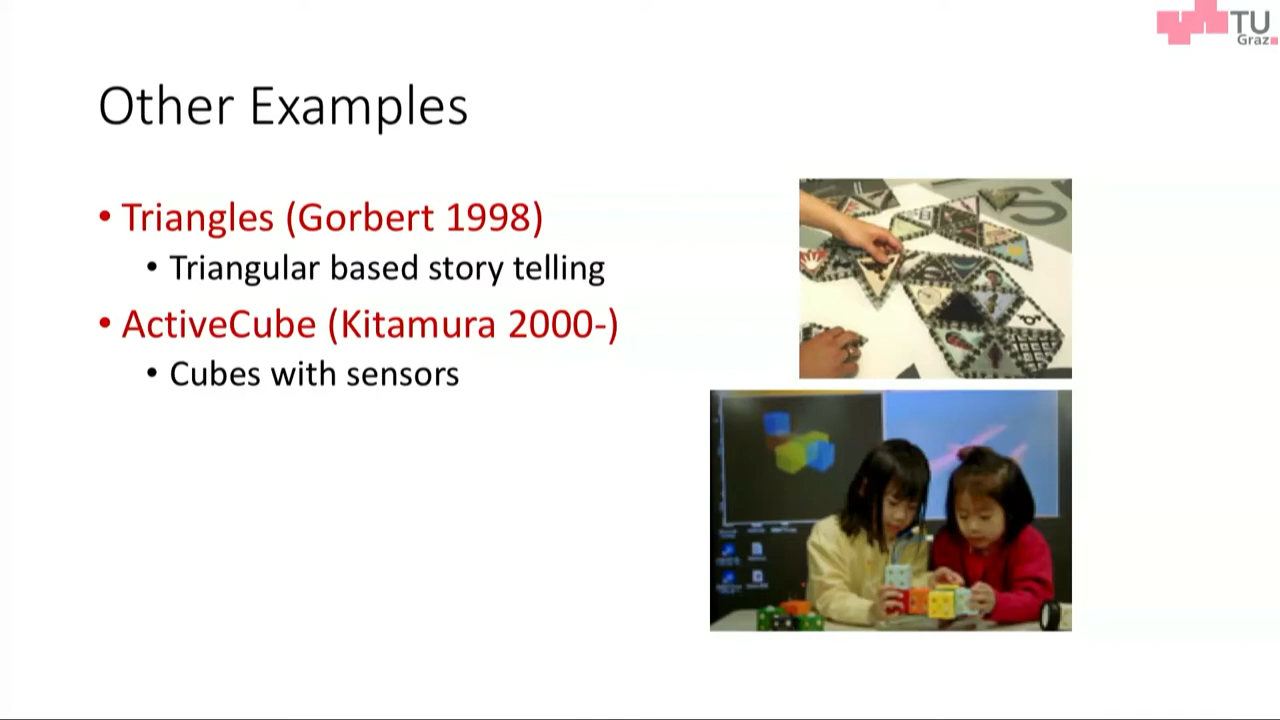 TU
Graz
Other Examples
• Triangles (Gorbert 1998)
• Triangular based story telling
• ActiveCube (Kitamura 2000-)
• Cubes with sensors